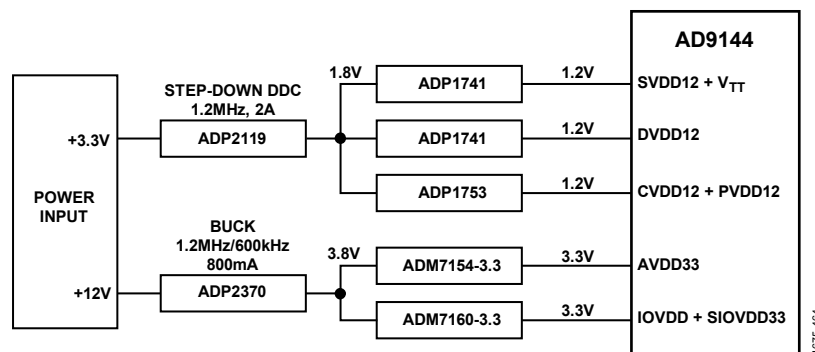 AD9144
1.8V
ADP1741
1.2V
SVDD12 + VTT
STEP-DOWN DDC
1.2MHz, 2A
+3.3V
ADP2119
ADP1741
1.2V
DVDD12
ADP1753
1.2V
CVDD12 + PVDD12
POWER
INPUT
BUCK
1.2MHz/600kHz
800mA
3.8V
ADM7154-3.3
3.3V
AVDD33
+12V
ADP2370
ADM7160-3.3
3.3V
IOVDD + SIOVDD33